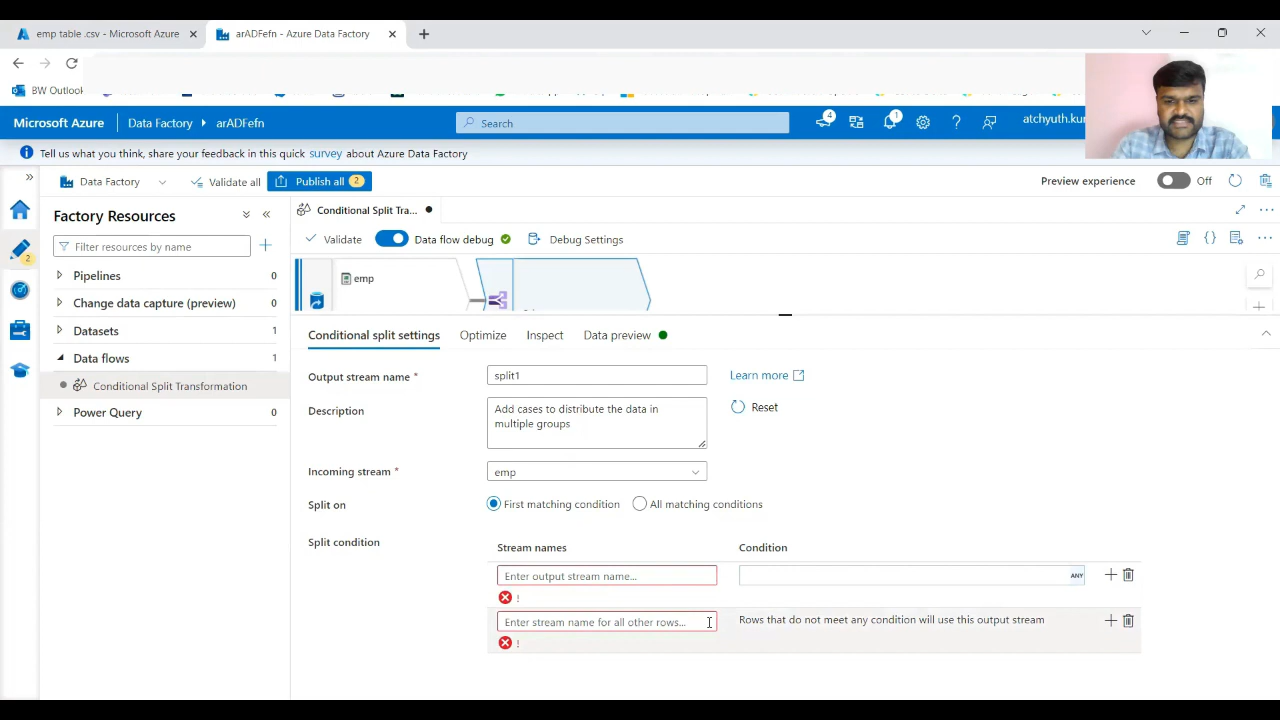 emp table .csv - Microsoft Azure
arADFefn - Azure Data Factory
BW Outlook
Microsoft Azure
Data Factory
arADFefn
Search
4
1
atchyuth.kum
Tell us what you think, share your feedback in this quick survey about Azure Data Factory
Data Factory
Validate all
Publish all 2
Preview experience
Off
Factory Resources
Filter resources by name
2
Pipelines 0
Change data capture (preview) 0
Datasets 1
Data flows 1
Conditional Split Transformation
Power Query 0
Conditional Split Tra...
Validate
Data flow debug
Debug Settings
emp
Conditional split settings
Optimize
Inspect
Data preview
Output stream name *
split1
Learn more
Description
Add cases to distribute the data in
multiple groups
Reset
Incoming stream *
emp
Split on
First matching condition
All matching conditions
Split condition
Stream names
Condition
Enter output stream name...
ANY
!
Enter stream name for all other rows...
Rows that do not meet any condition will use this output stream
!